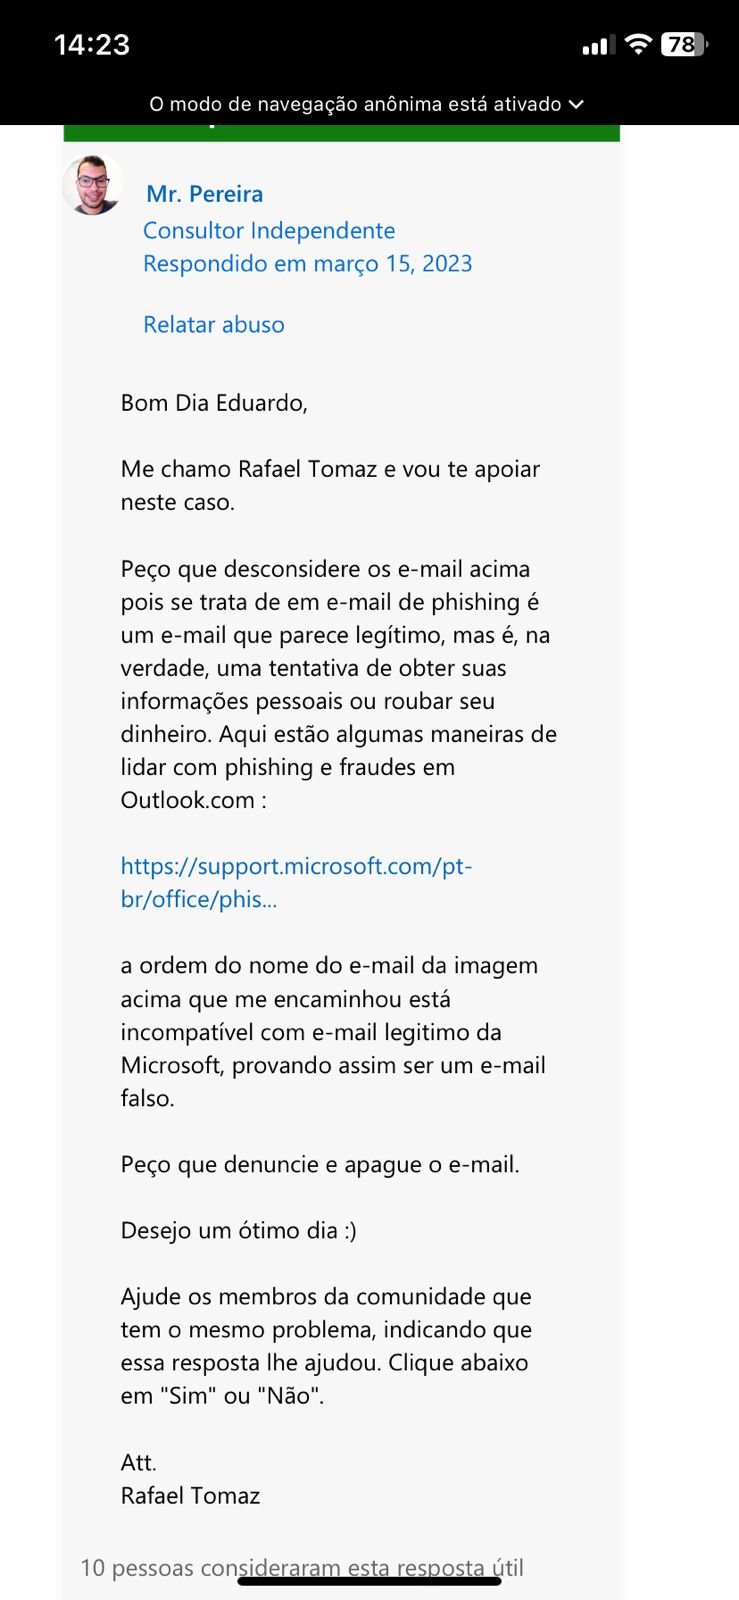 14:23
78
O modo de navegação anônima está ativado
Mr. Pereira
Consultor Independente
Respondido em março 15, 2023
Relatar abuso
Bom Dia Eduardo,
Me chamo Rafael Tomaz e vou te apoiar
neste caso.
Peço que desconsidere os e-mail acima
pois se trata de em e-mail de phishing é
um e-mail que parece legítimo, mas é, na
verdade, uma tentativa de obter suas
informações pessoais ou roubar seu
dinheiro. Aqui estão algumas maneiras de
lidar com phishing e fraudes em
Outlook.com :
https://support.microsoft.com/pt-
br/office/phis...
a ordem do nome do e-mail da imagem
acima que me encaminhou está
incompatível com e-mail legitimo da
Microsoft, provando assim ser um e-mail
falso.
Peço que denuncie e apague o e-mail.
Desejo um ótimo dia :)
Ajude os membros da comunidade que
tem o mesmo problema, indicando que
essa resposta lhe ajudou. Clique abaixo
em "Sim" ou "Não".
Att.
Rafael Tomaz
10 pessoas consideraram esta resposta útil